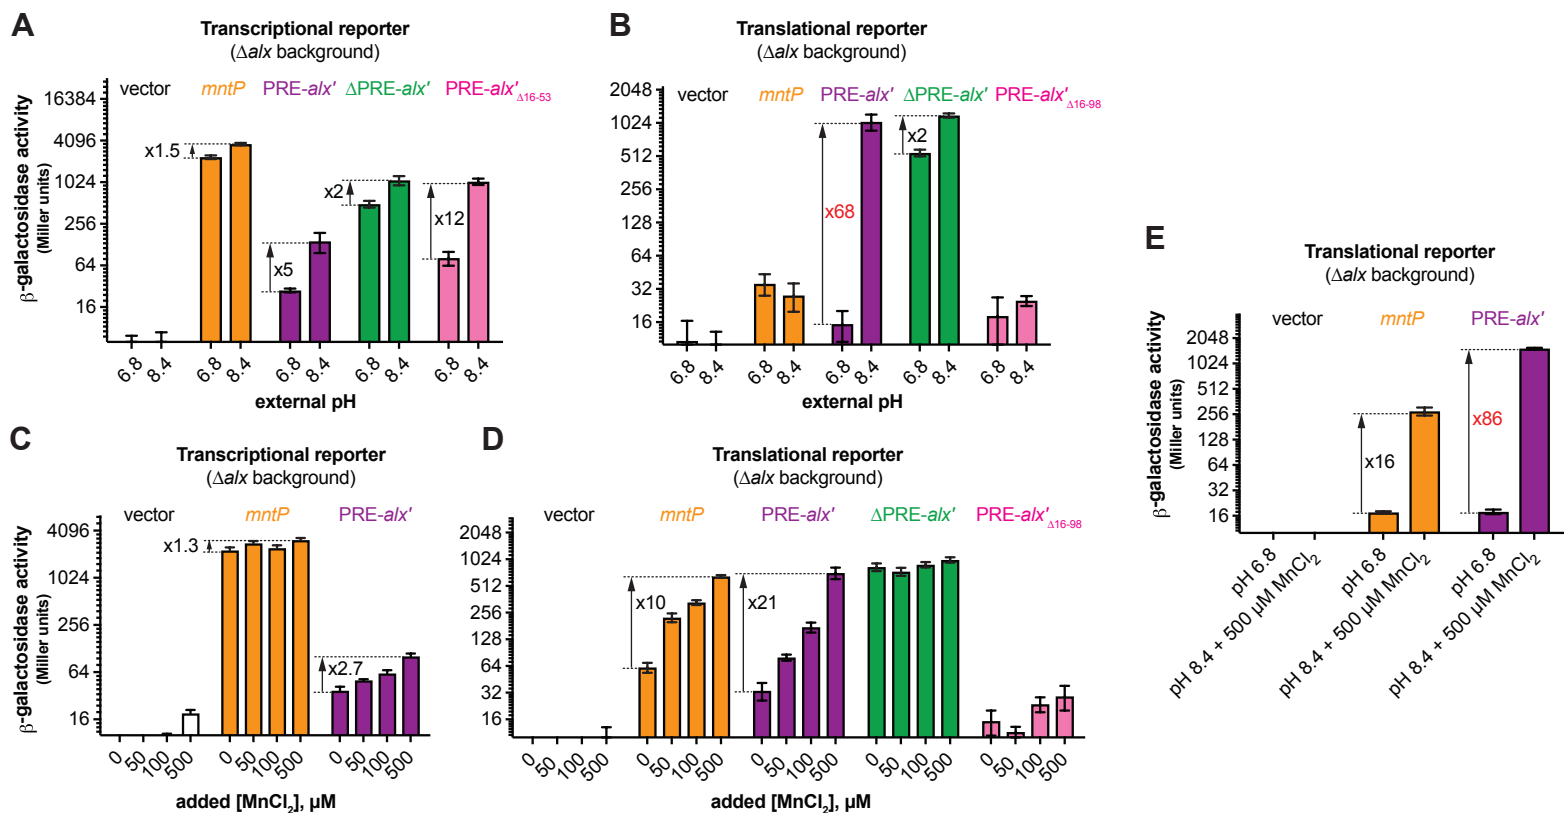 A
Transcriptional reporter
(Δalx background)
β-galactosidase activity
(Miller units)
16384
4096
1024
256
64
16
vector
mntP
PRE-alx'
ΔPRE-alx'
PRE-alx'Δ16-53
x1.5
x5
x2
x12
6.8
8.4
6.8
8.4
6.8
8.4
6.8
8.4
6.8
8.4
external pH
B
Translational reporter
(Δalx background)
2048
1024
512
256
128
64
32
16
vector
mntP
PRE-alx'
ΔPRE-alx'
PRE-alx'Δ16-98
x68
x2
6.8
8.4
6.8
8.4
6.8
8.4
6.8
8.4
6.8
8.4
external pH
C
Transcriptional reporter
(Δalx background)
β-galactosidase activity
(Miller units)
4096
1024
256
64
16
vector
mntP
PRE-alx'
x1.3
x2.7
0
50
100
500
0
50
100
500
0
50
100
500
added [MnCl2], µM
D
Translational reporter
(Δalx background)
2048
1024
512
256
128
64
32
16
vector
mntP
PRE-alx'
ΔPRE-alx'
PRE-alx'Δ16-98
x10
x21
0
50
100
500
0
50
100
500
0
50
100
500
0
50
100
500
0
50
100
500
added [MnCl2], µM
E
Translational reporter
(Δalx background)
β-galactosidase activity
(Miller units)
2048
1024
512
256
128
64
32
16
vector
mntP
PRE-alx'
x16
x86
pH 6.8
pH 8.4 + 500 µM MnCl2
pH 6.8
pH 8.4 + 500 µM MnCl2
pH 6.8
pH 8.4 + 500 µM MnCl2